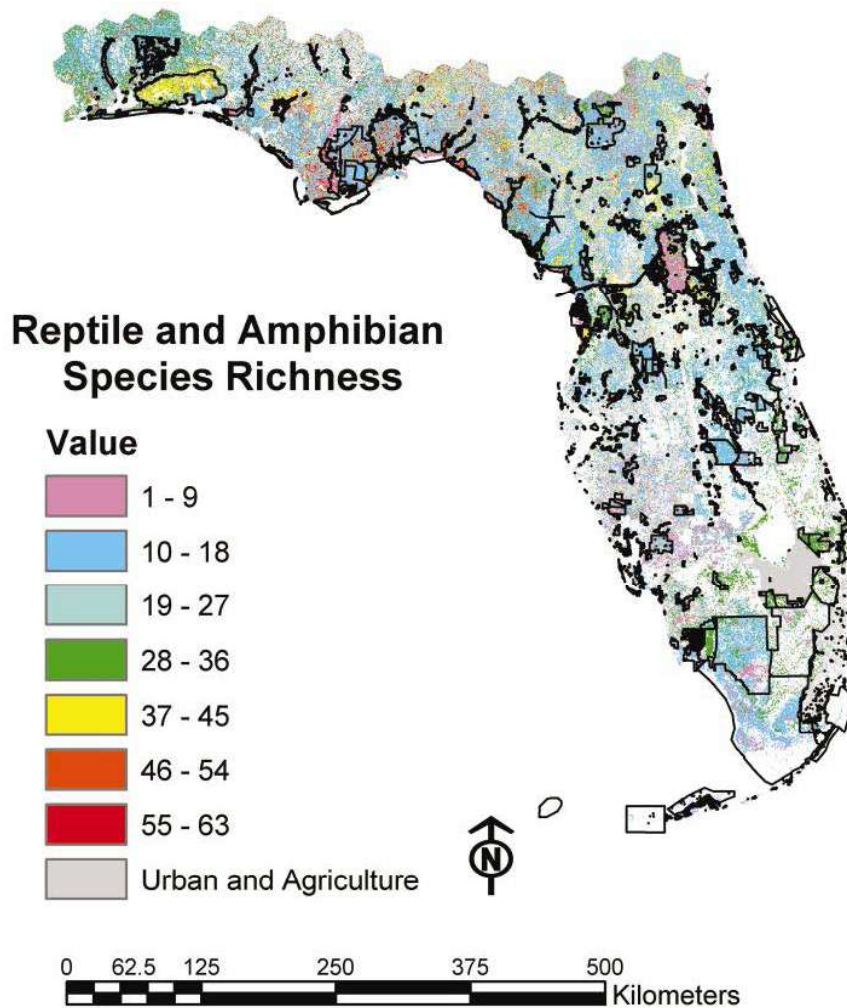 Reptile and Amphibian
Species Richness
Value
1 - 9
10 - 18
19 - 27
28 - 36
37 - 45
46 - 54
55 - 63
Urban and Agriculture
N
0 62.5 125 250 375 500
Kilometers